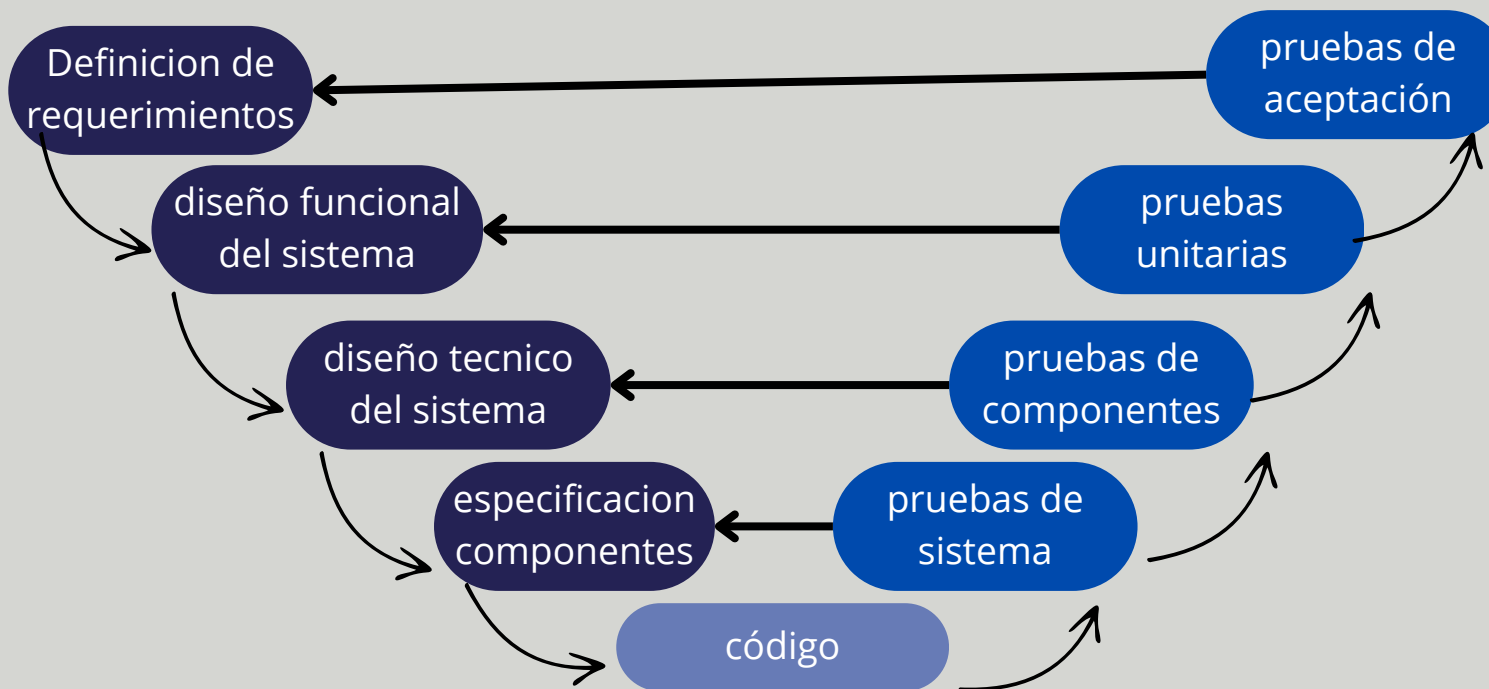 Definicion de
requerimientos
pruebas de
aceptación
diseño funcional
del sistema
pruebas
unitarias
diseño tecnico
del sistema
pruebas de
componentes
especificacion
componentes
pruebas de
sistema
código